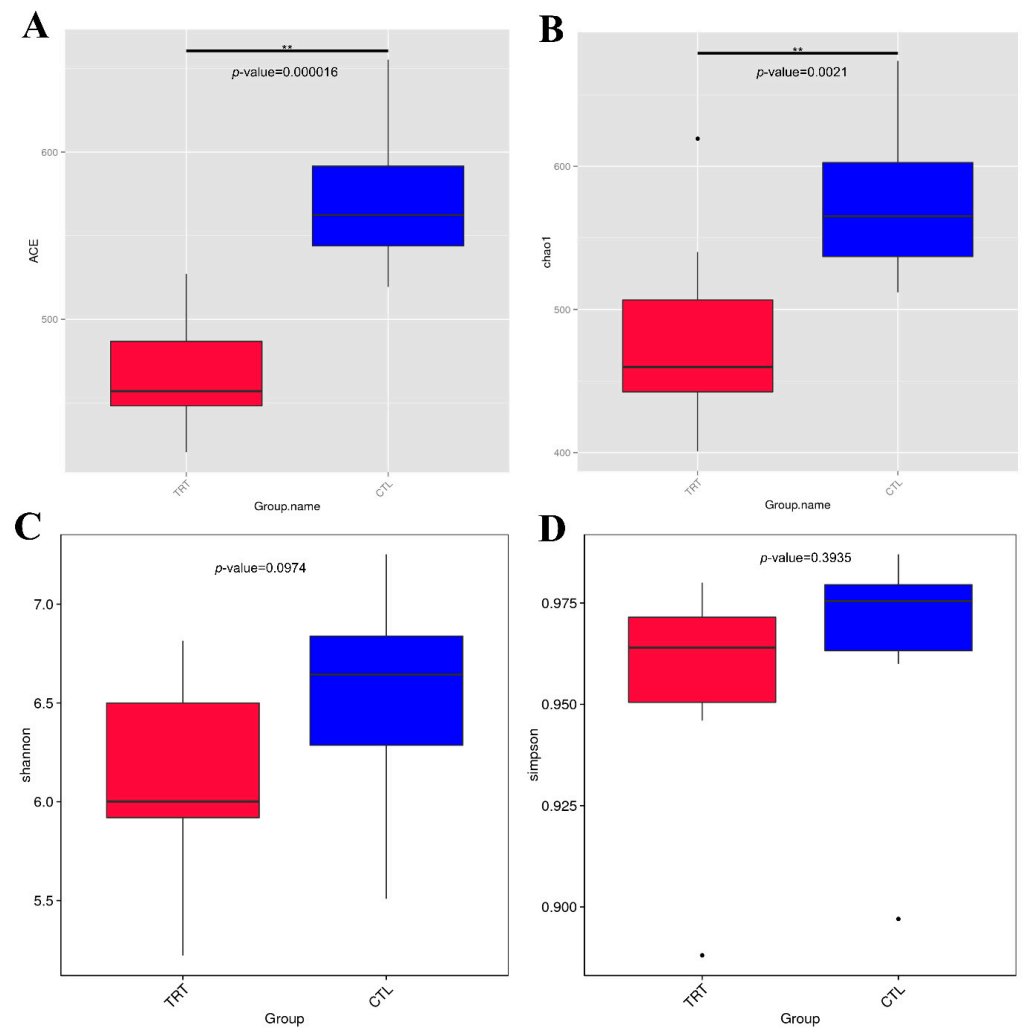 A
**
p-value=0.000016
600
500
ACE
TRT
CTL
Group.name
B
**
p-value=0.0021
600
500
400
chao1
TRT
CTL
Group.name
C
p-value=0.0974
7.0
6.5
6.0
5.5
shannon
TRT
CTL
Group
D
p-value=0.3935
0.975
0.950
0.925
0.900
simpson
TRT
CTL
Group